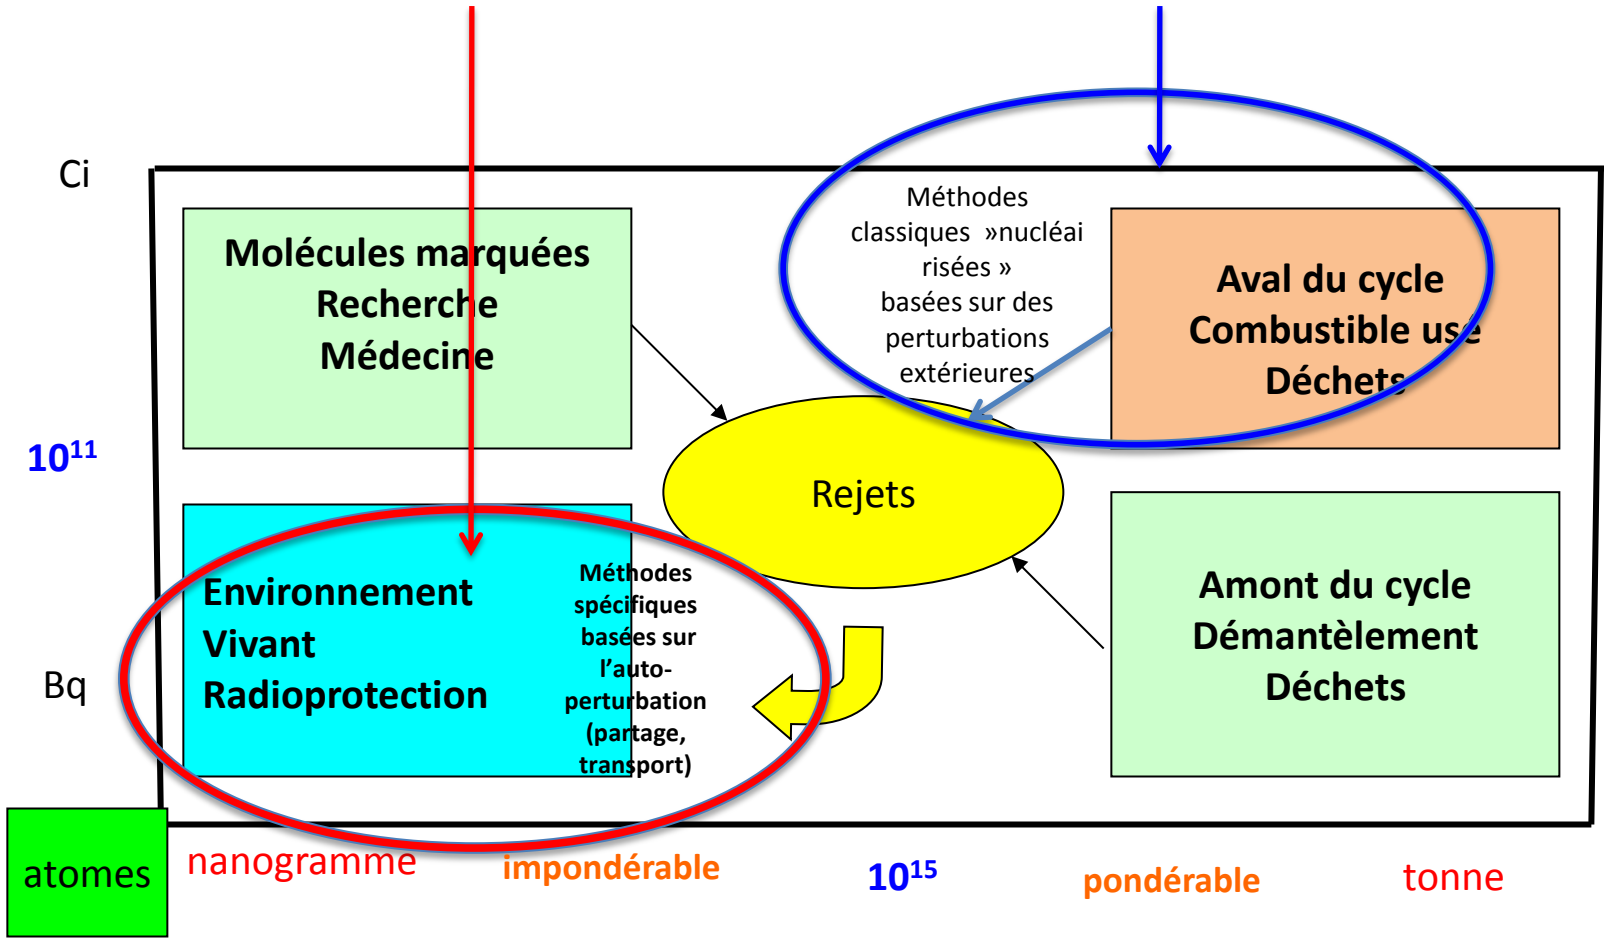 Ci
Méthodes
classiques »nucléai
risées »
basées sur des
perturbations
extérieures
Molécules marquées
Recherche
Médecine
Aval du cycle
Combustible usé
Déchets
10¹¹
Rejets
Environnement
Vivant
Radioprotection
Méthodes
spécifiques
basées sur
l’auto-
perturbation
(partage,
transport)
Amont du cycle
Démantèlement
Déchets
Bq
atomes
nanogramme
impondérable
10¹⁵
pondérable
tonne